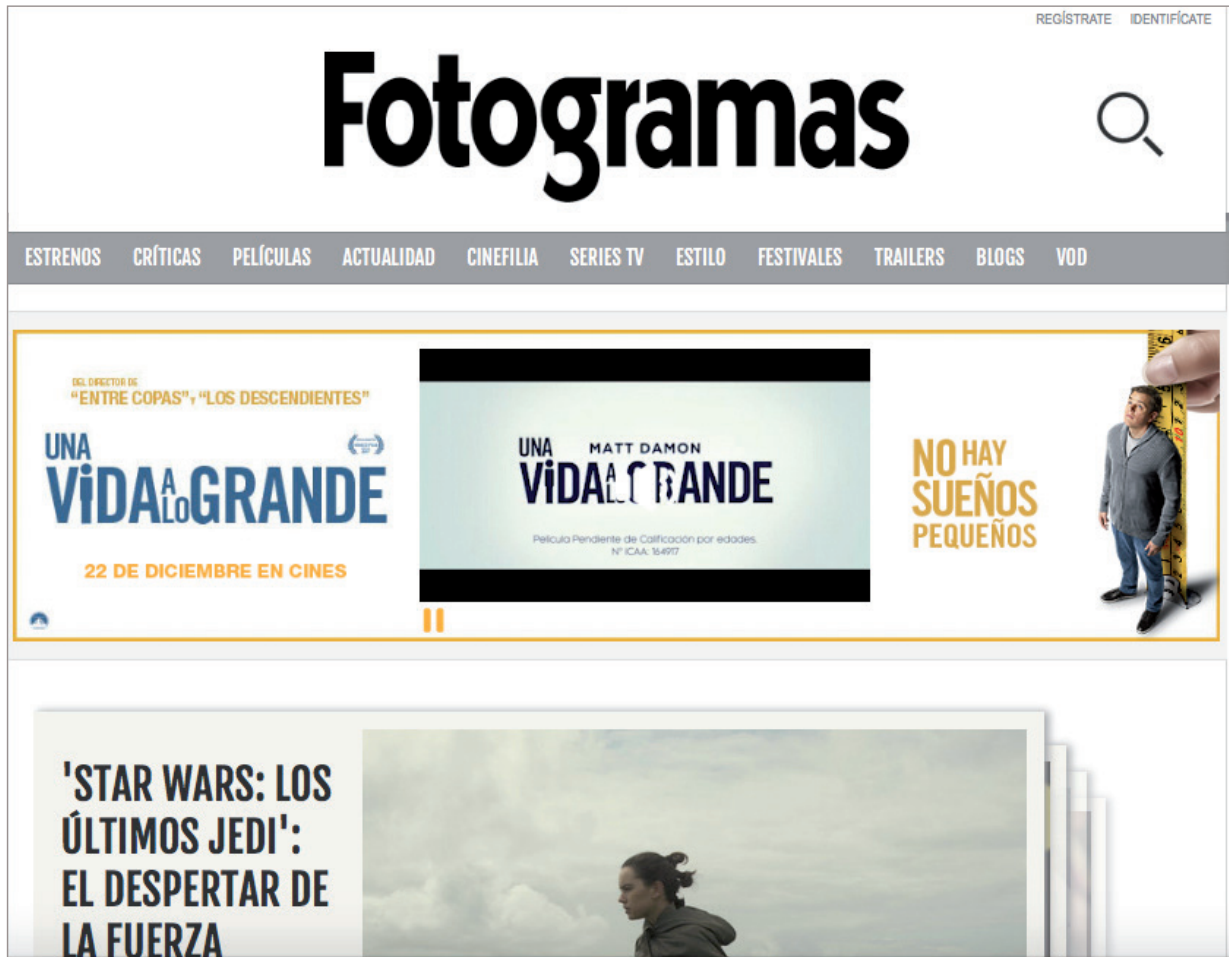 REGÍSTRATE IDENTIFÍCATE
Fotogramas
ESTRENOS CRÍTICAS PELÍCULAS ACTUALIDAD CINEFILIA SERIES TV ESTILO FESTIVALES TRAILERS BLOGS VOD
DEL DIRECTOR DE
"ENTRE COPAS" Y "LOS DESCENDIENTES"
UNA
VIDA A LO GRANDE
22 DE DICIEMBRE EN CINES
UNA MATT DAMON
VIDA A LO GRANDE
Película Pendiente de Calificación por edades.
Nº ICAA: 164917
NO HAY
SUEÑOS
PEQUEÑOS
'STAR WARS: LOS
ÚLTIMOS JEDI':
EL DESPERTAR DE
LA FUERZA